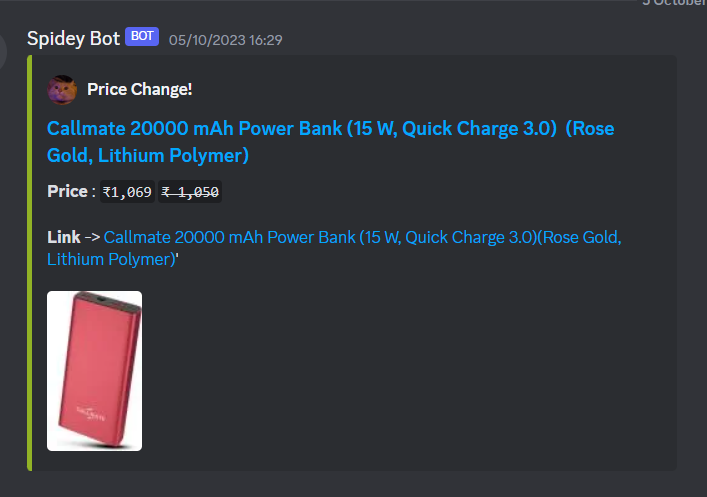 5 October
Spidey Bot BOT 05/10/2023 16:29
Price Change!
Callmate 20000 mAh Power Bank (15 W, Quick Charge 3.0) (Rose
Gold, Lithium Polymer)
Price : ₹1,069 ₹ 1,050
Link -> Callmate 20000 mAh Power Bank (15 W, Quick Charge 3.0)(Rose Gold,
Lithium Polymer)'
CALLMATE